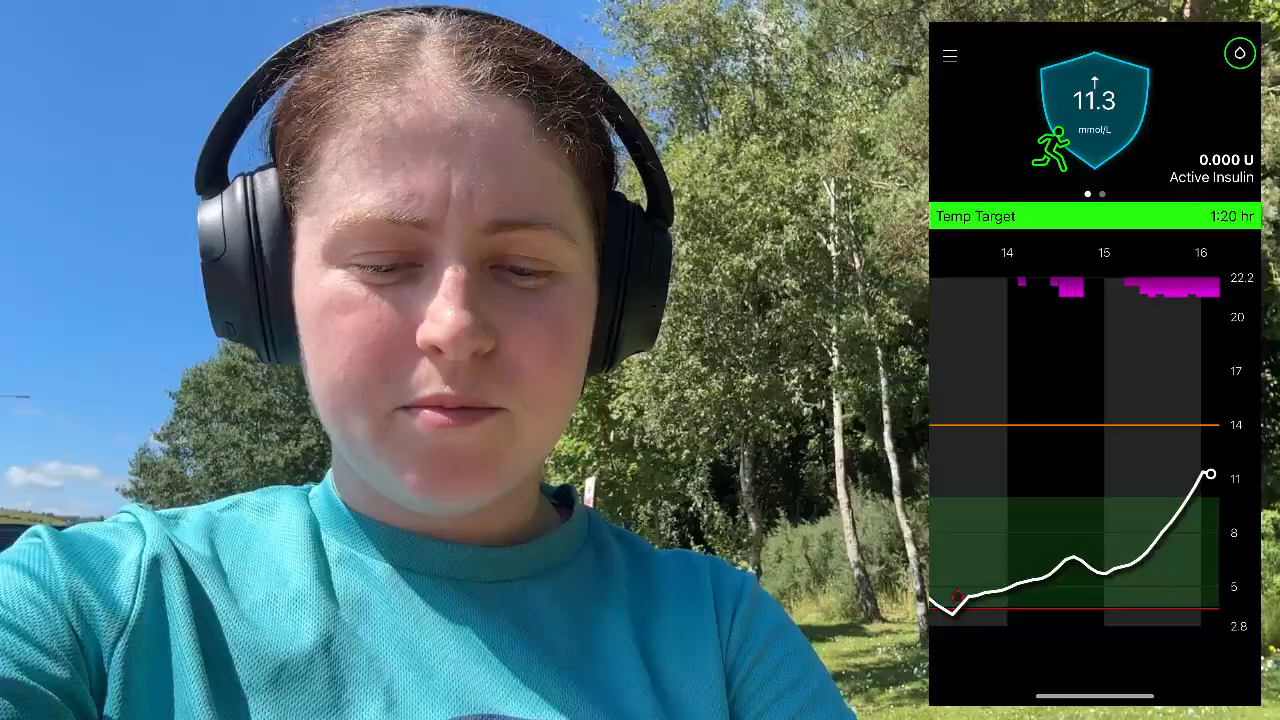 ↑
11.3
mmol/L
0.000 U
Active Insulin
Temp Target 1:20 hr
14 15 16
22.2
20
17
14
11
8
5
2.8